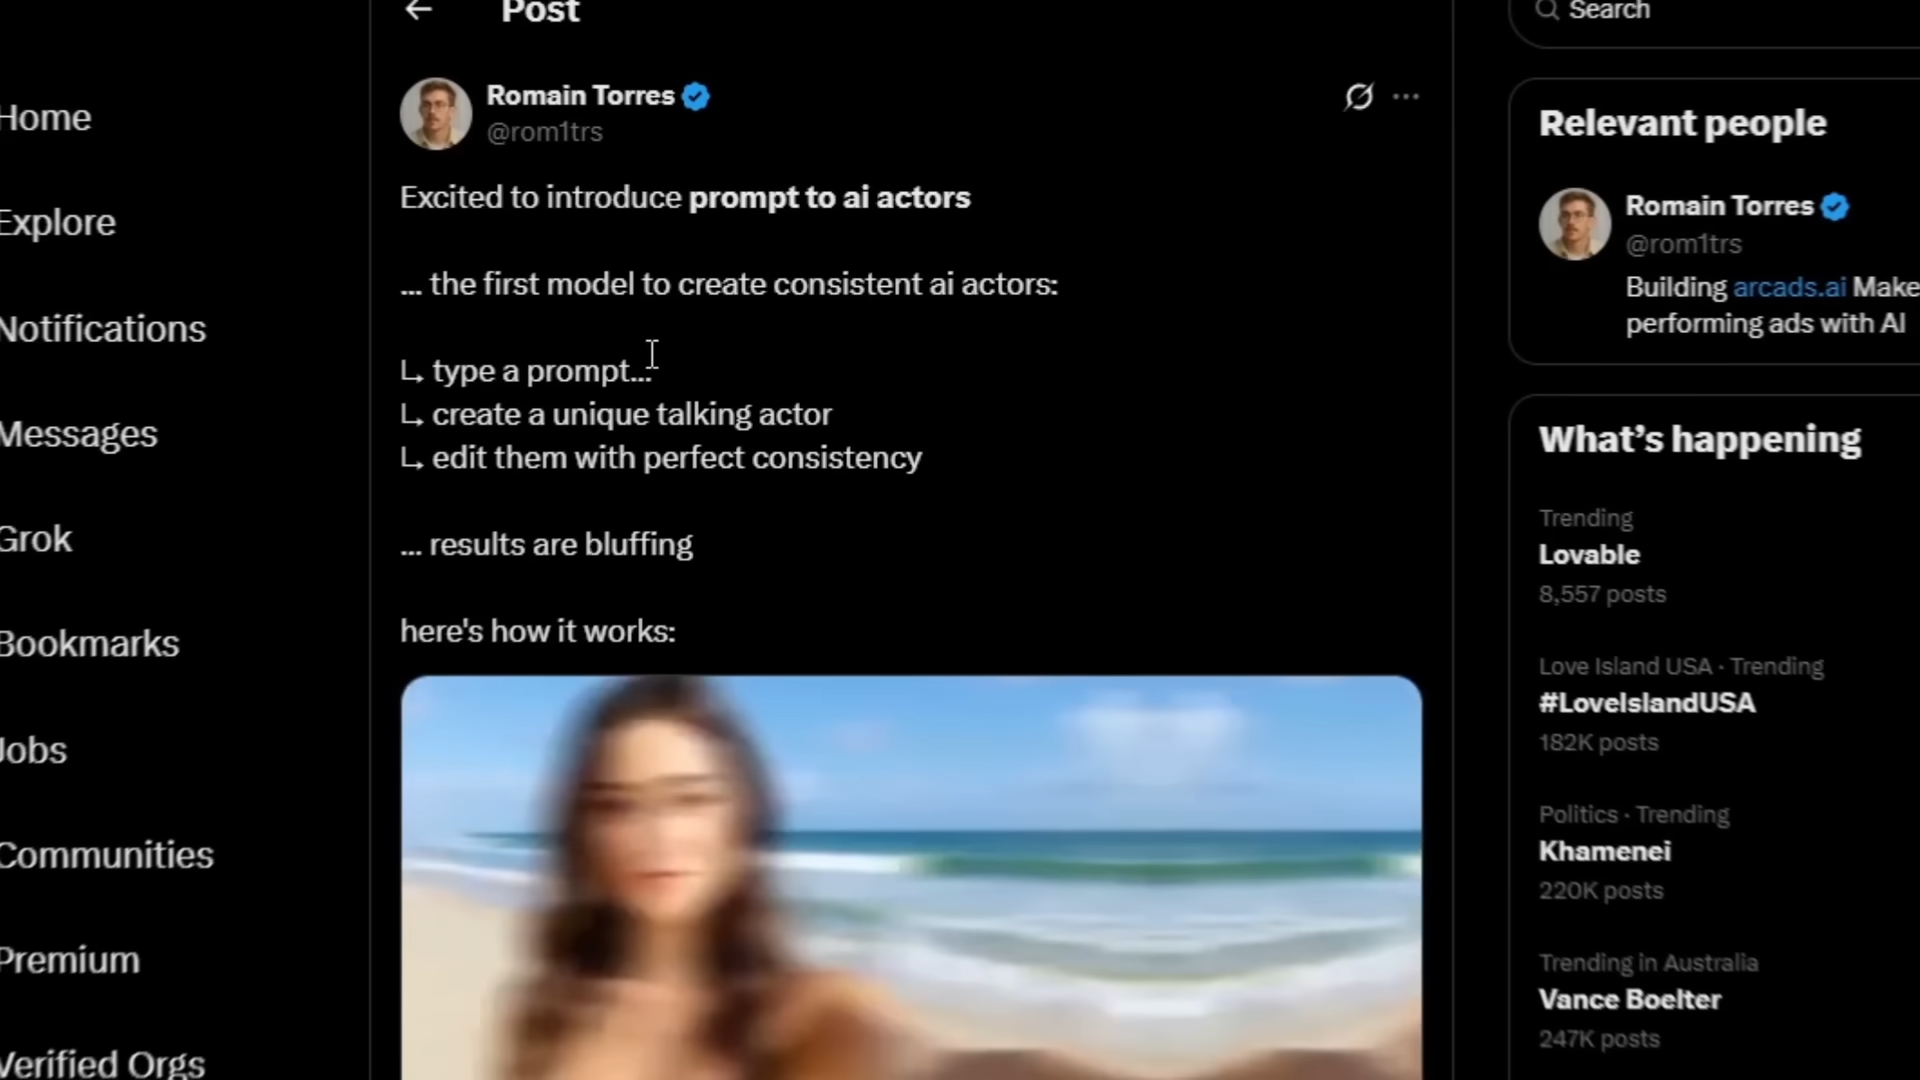 Post
Search
Home
Explore
Notifications
Messages
Grok
Bookmarks
Jobs
Communities
Premium
Verified Orgs
Romain Torres
@rom1trs
Excited to introduce prompt to ai actors
... the first model to create consistent ai actors:
↳ type a prompt...
↳ create a unique talking actor
↳ edit them with perfect consistency
... results are bluffing
here's how it works:
Relevant people
Romain Torres
@rom1trs
Building arcads.ai Make
performing ads with AI
What's happening
Trending
Lovable
8,557 posts
Love Island USA · Trending
#LoveIslandUSA
182K posts
Politics · Trending
Khamenei
220K posts
Trending in Australia
Vance Boelter
247K posts